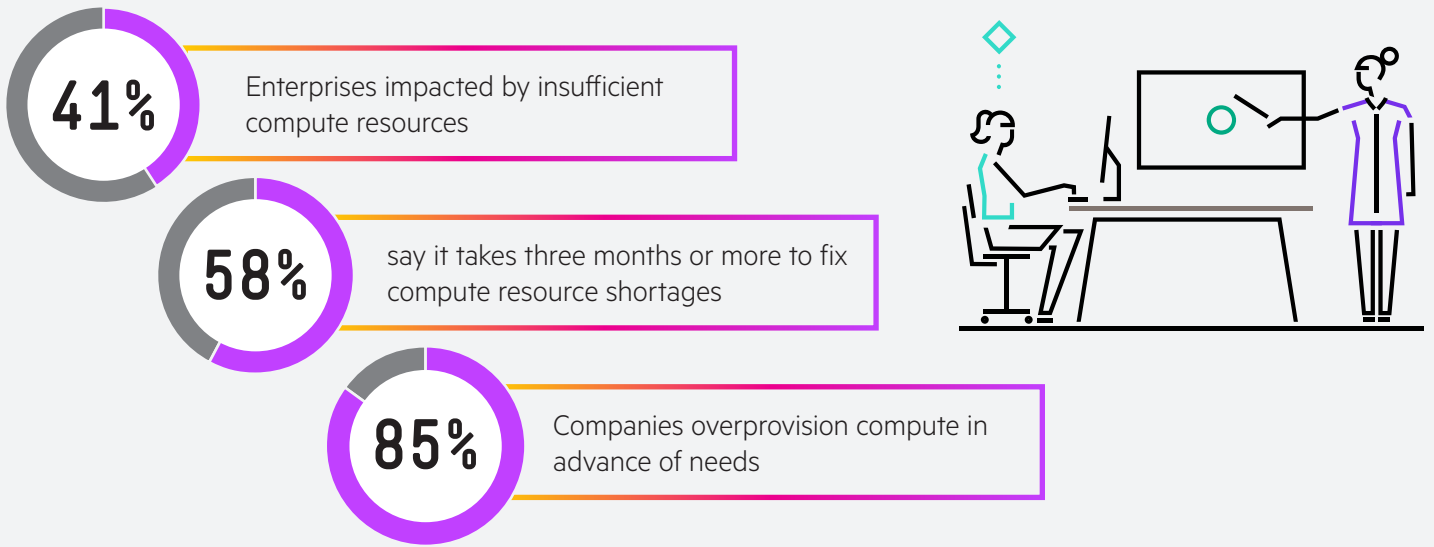 41%
Enterprises impacted by insufficient
compute resources
58%
say it takes three months or more to fix
compute resource shortages
85%
Companies overprovision compute in
advance of needs